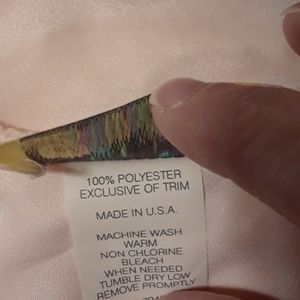 100% POLYESTER
EXCLUSIVE OF TRIM
MADE IN U.S.A.
MACHINE WASH
WARM
NON CHLORINE
BLEACH
WHEN NEEDED
TUMBLE DRY LOW
REMOVE PROMPTLY